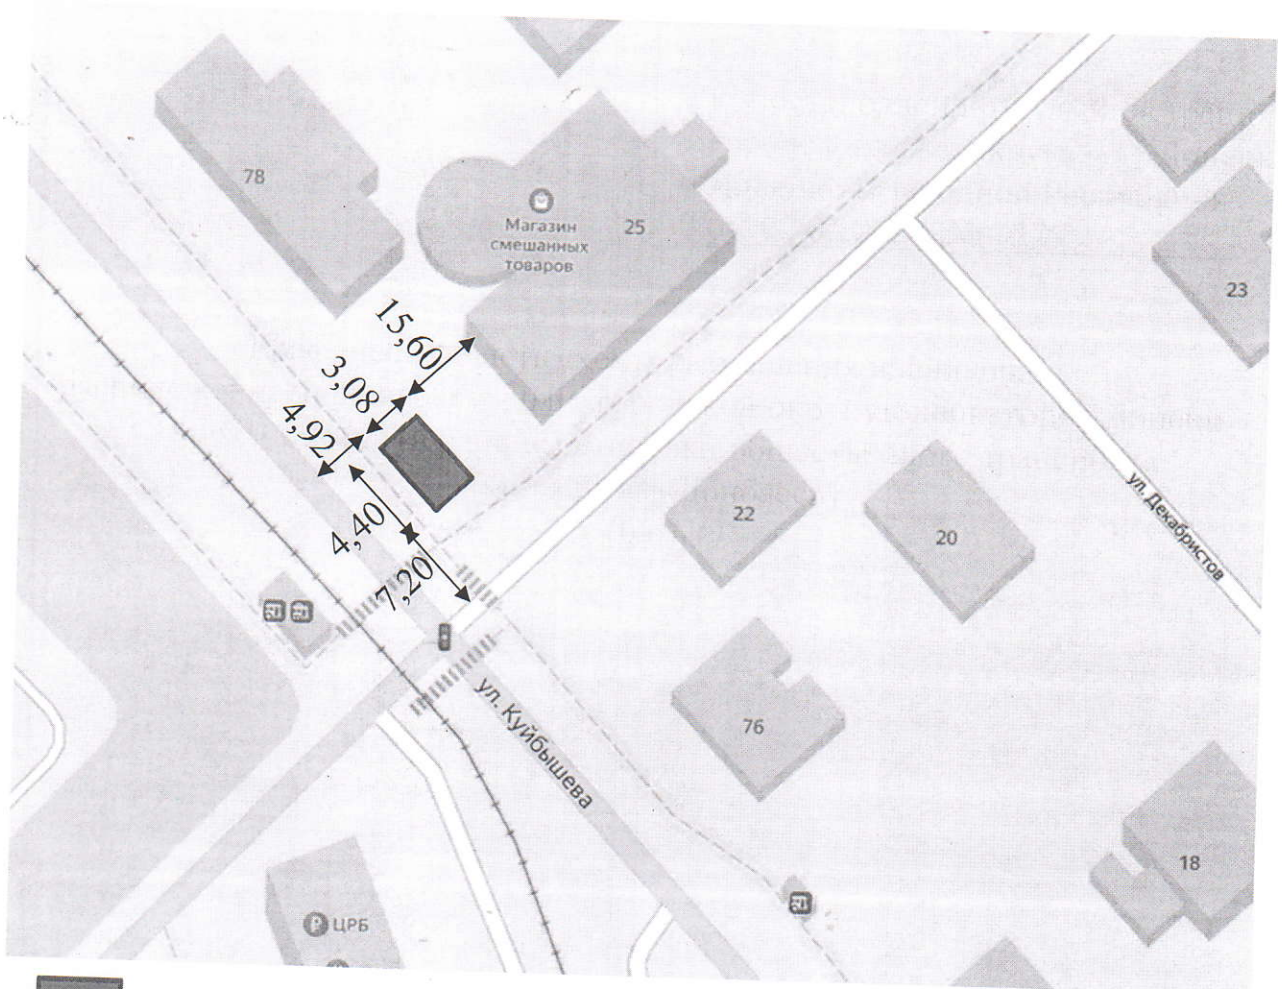 78
Магазин
смешанных
товаров
25
23
15,60
3,08
4,92
4,40
7,20
22
20
ул. Декабристов
76
ул. Куйбышева
18
ЦРБ